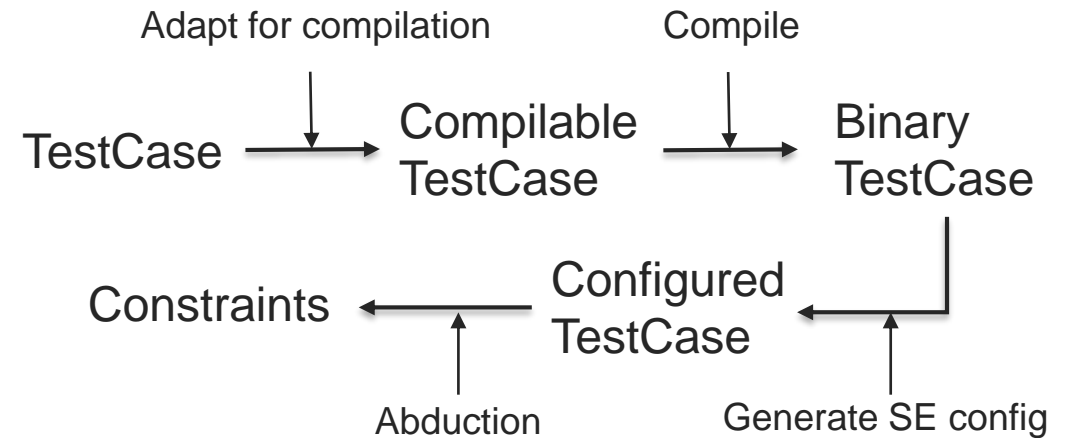 Adapt for compilation
Compile
TestCase
Compilable
TestCase
Binary
TestCase
Constraints
Configured
TestCase
Abduction
Generate SE config